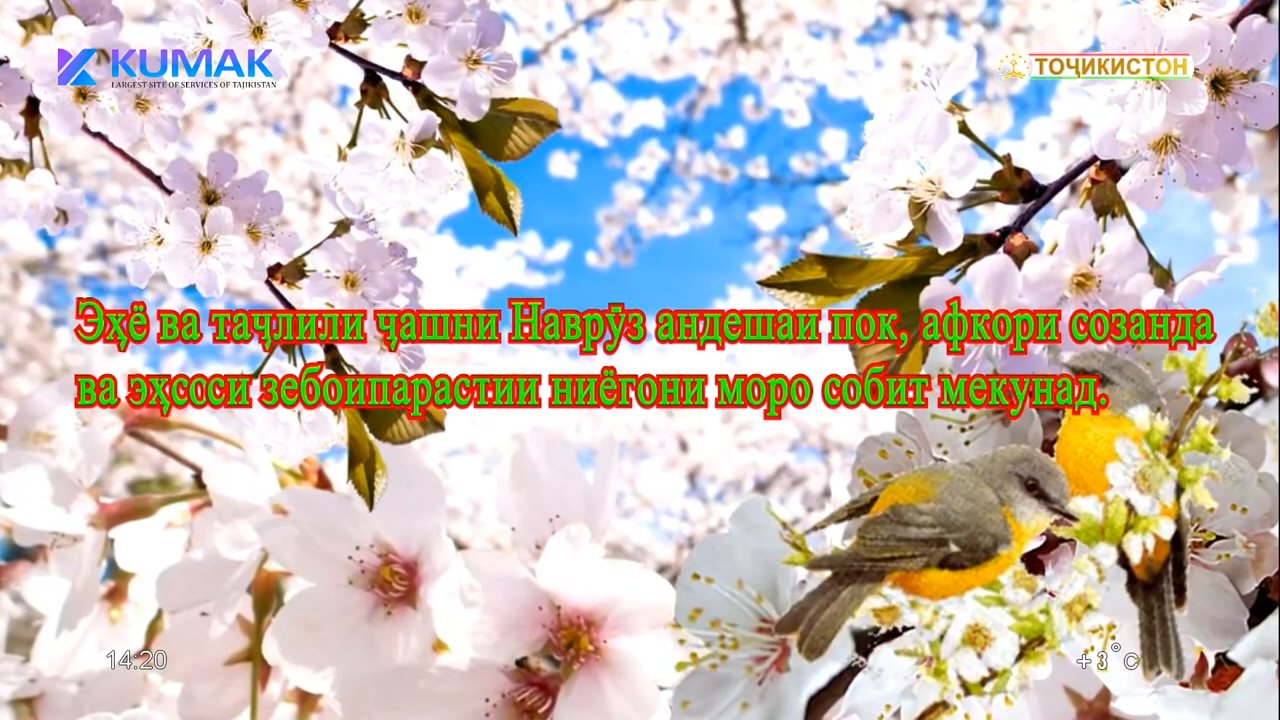 KUMAK
LARGEST SITE OF SERVICES OF TAJIKISTAN
ТОҶИКИСТОН
Эҳё ва таҷлили ҷашни Наврӯз андешаи пок, афкори созанда
ва эҳсоси зебоипарастии ниёгони моро собит мекунад.
14:20
+3°C